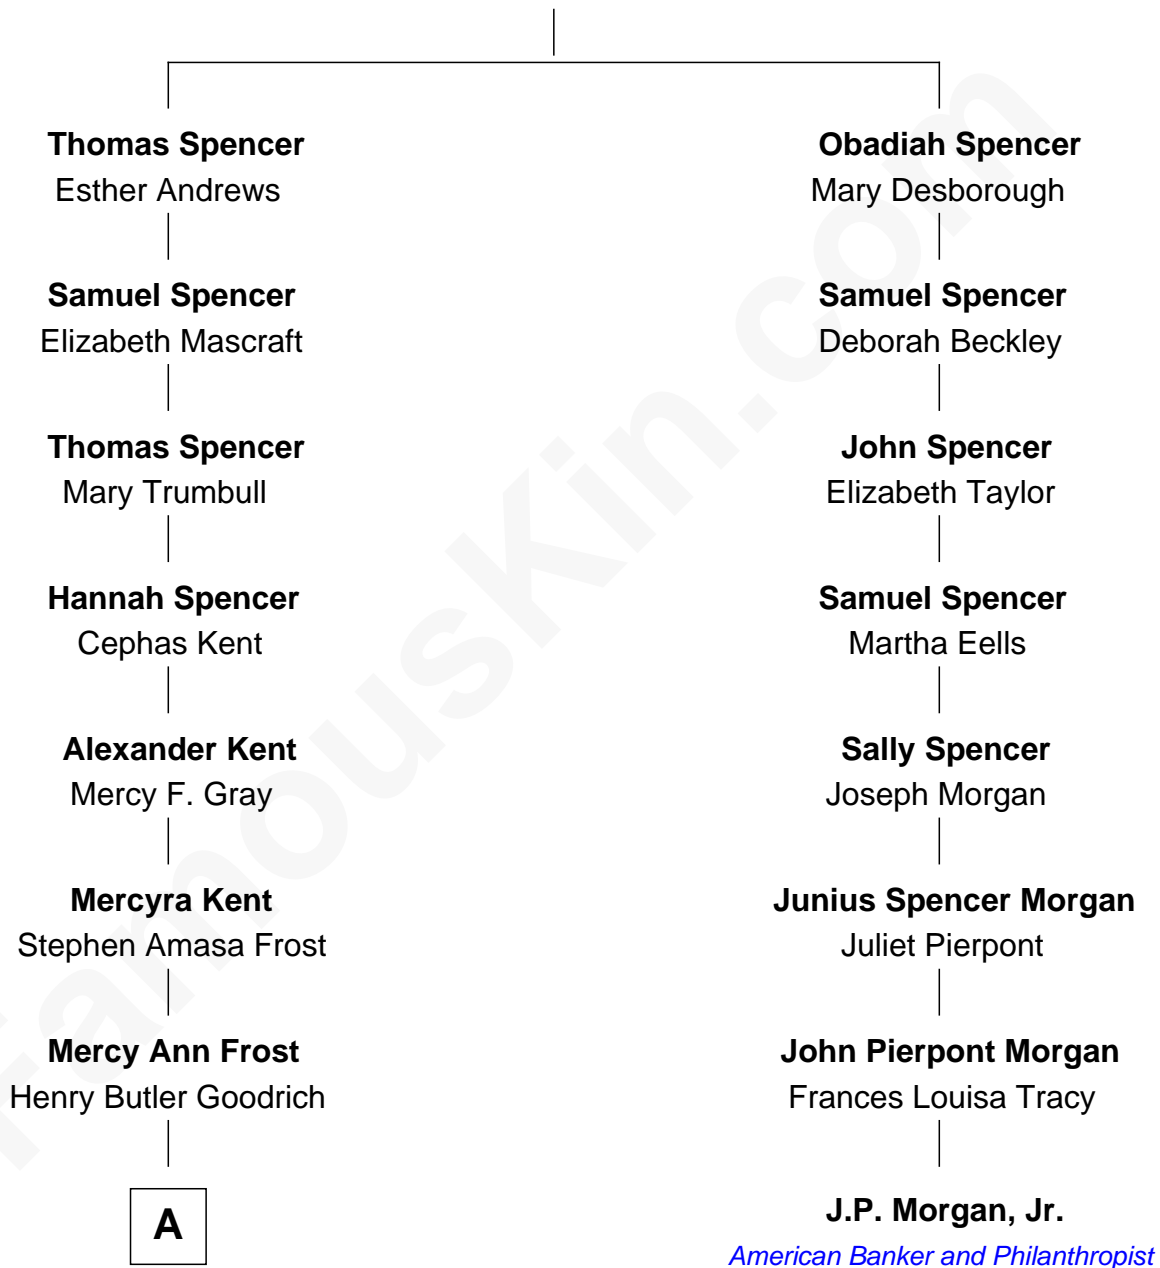 Thomas Spencer
Esther Andrews
Obadiah Spencer
Mary Desborough
Samuel Spencer
Elizabeth Mascraft
Samuel Spencer
Deborah Beckley
Thomas Spencer
Mary Trumbull
John Spencer
Elizabeth Taylor
Hannah Spencer
Cephas Kent
Samuel Spencer
Martha Eells
Alexander Kent
Mercy F. Gray
Sally Spencer
Joseph Morgan
Mercyra Kent
Stephen Amasa Frost
Junius Spencer Morgan
Juliet Pierpont
Mercy Ann Frost
Henry Butler Goodrich
John Pierpont Morgan
Frances Louisa Tracy
A
J.P. Morgan, Jr.
American Banker and Philanthropist
FamousKin.com